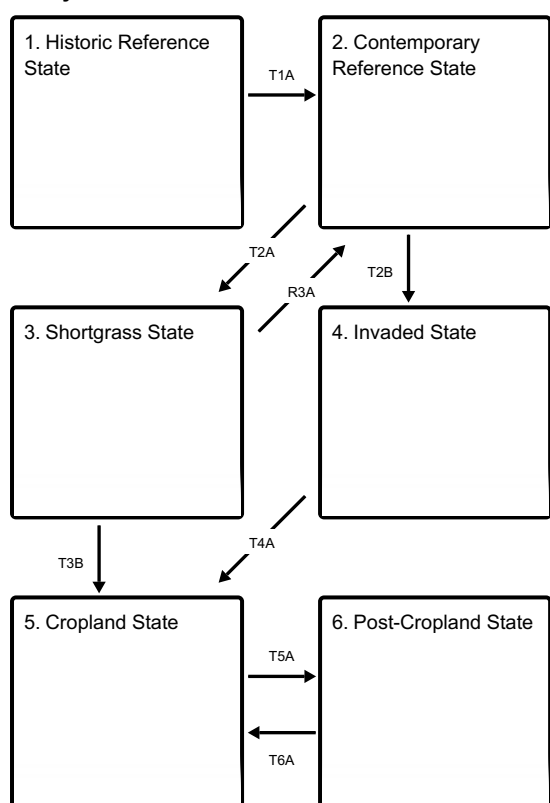 1. Historic Reference
State
T1A
2. Contemporary
Reference State
T2A
R3A
T2B
3. Shortgrass State
4. Invaded State
T3B
T4A
5. Cropland State
T5A
T6A
6. Post-Cropland State